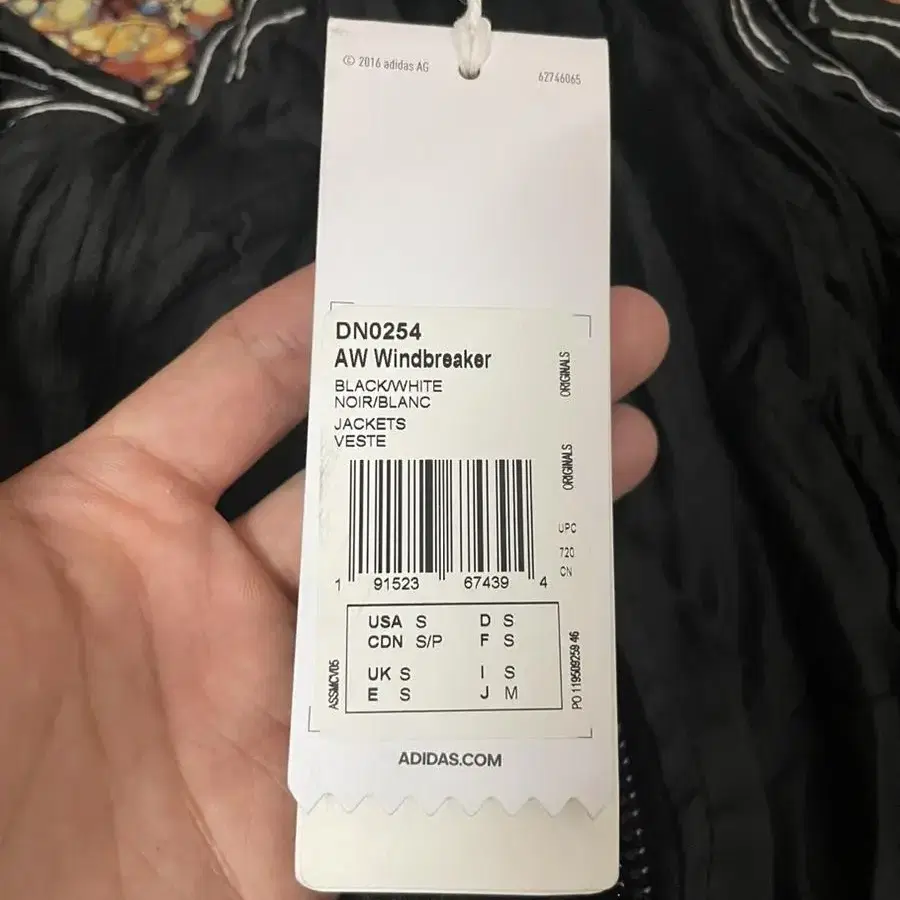 © 2016 adidas AG
62746065
DN0254
AW Windbreaker
BLACK/WHITE
NOIR/BLANC
JACKETS
VESTE
ORIGINALS
ORIGINALS
UPC
720
CN
1 91523 67439 4
USA S D S
CDN S/P F S
UK S I S
E S J M
ASSMCV05
PO 119509259 46
ADIDAS.COM